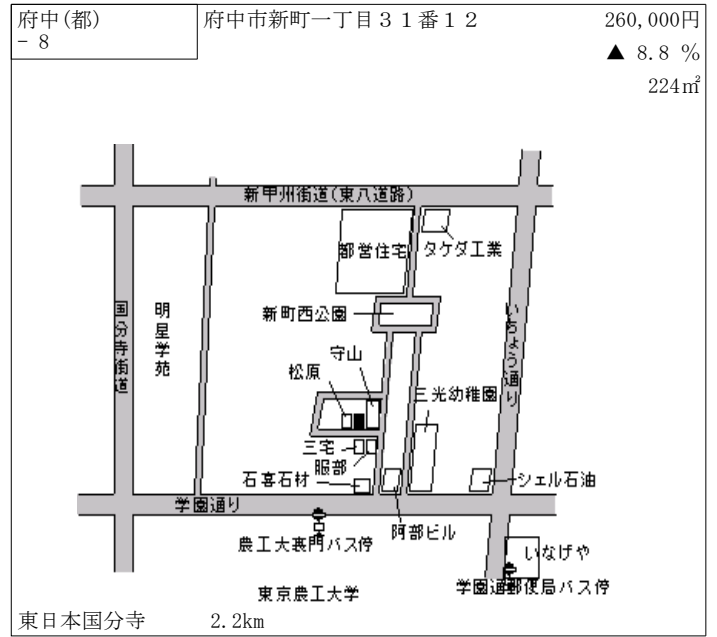 府中(都)
- 8
府中市新町一丁目３１番１２
260,000円
▲ 8.8 %
224㎡
新甲州街道(東八道路)
都営住宅
タケダ工業
国分寺街道
明星学苑
新町西公園
いちょう通り
守山
松原
三光幼稚園
三宅
服部
石喜石材
シェル石油
学園通り
阿部ビル
農工大裏門バス停
いなげや
東京農工大学
学園通郵便局バス停
東日本国分寺
2.2km